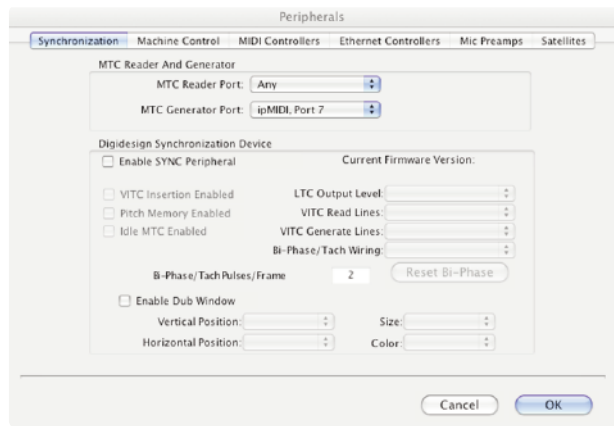 Peripherals
Synchronization Machine Control MIDI Controllers Ethernet Controllers Mic Preamps Satellites
MTC Reader And Generator
MTC Reader Port: Any
MTC Generator Port: ipMIDI, Port 7
Digidesign Synchronization Device
Enable SYNC Peripheral Current Firmware Version:
VITC Insertion Enabled LTC Output Level:
Pitch Memory Enabled VITC Read Lines:
Idle MTC Enabled VITC Generate Lines:
Bi-Phase/Tach Wiring:
Bi-Phase/Tach Pulses/Frame 2 Reset Bi-Phase
Enable Dub Window
Vertical Position: Size:
Horizontal Position: Color:
Cancel OK